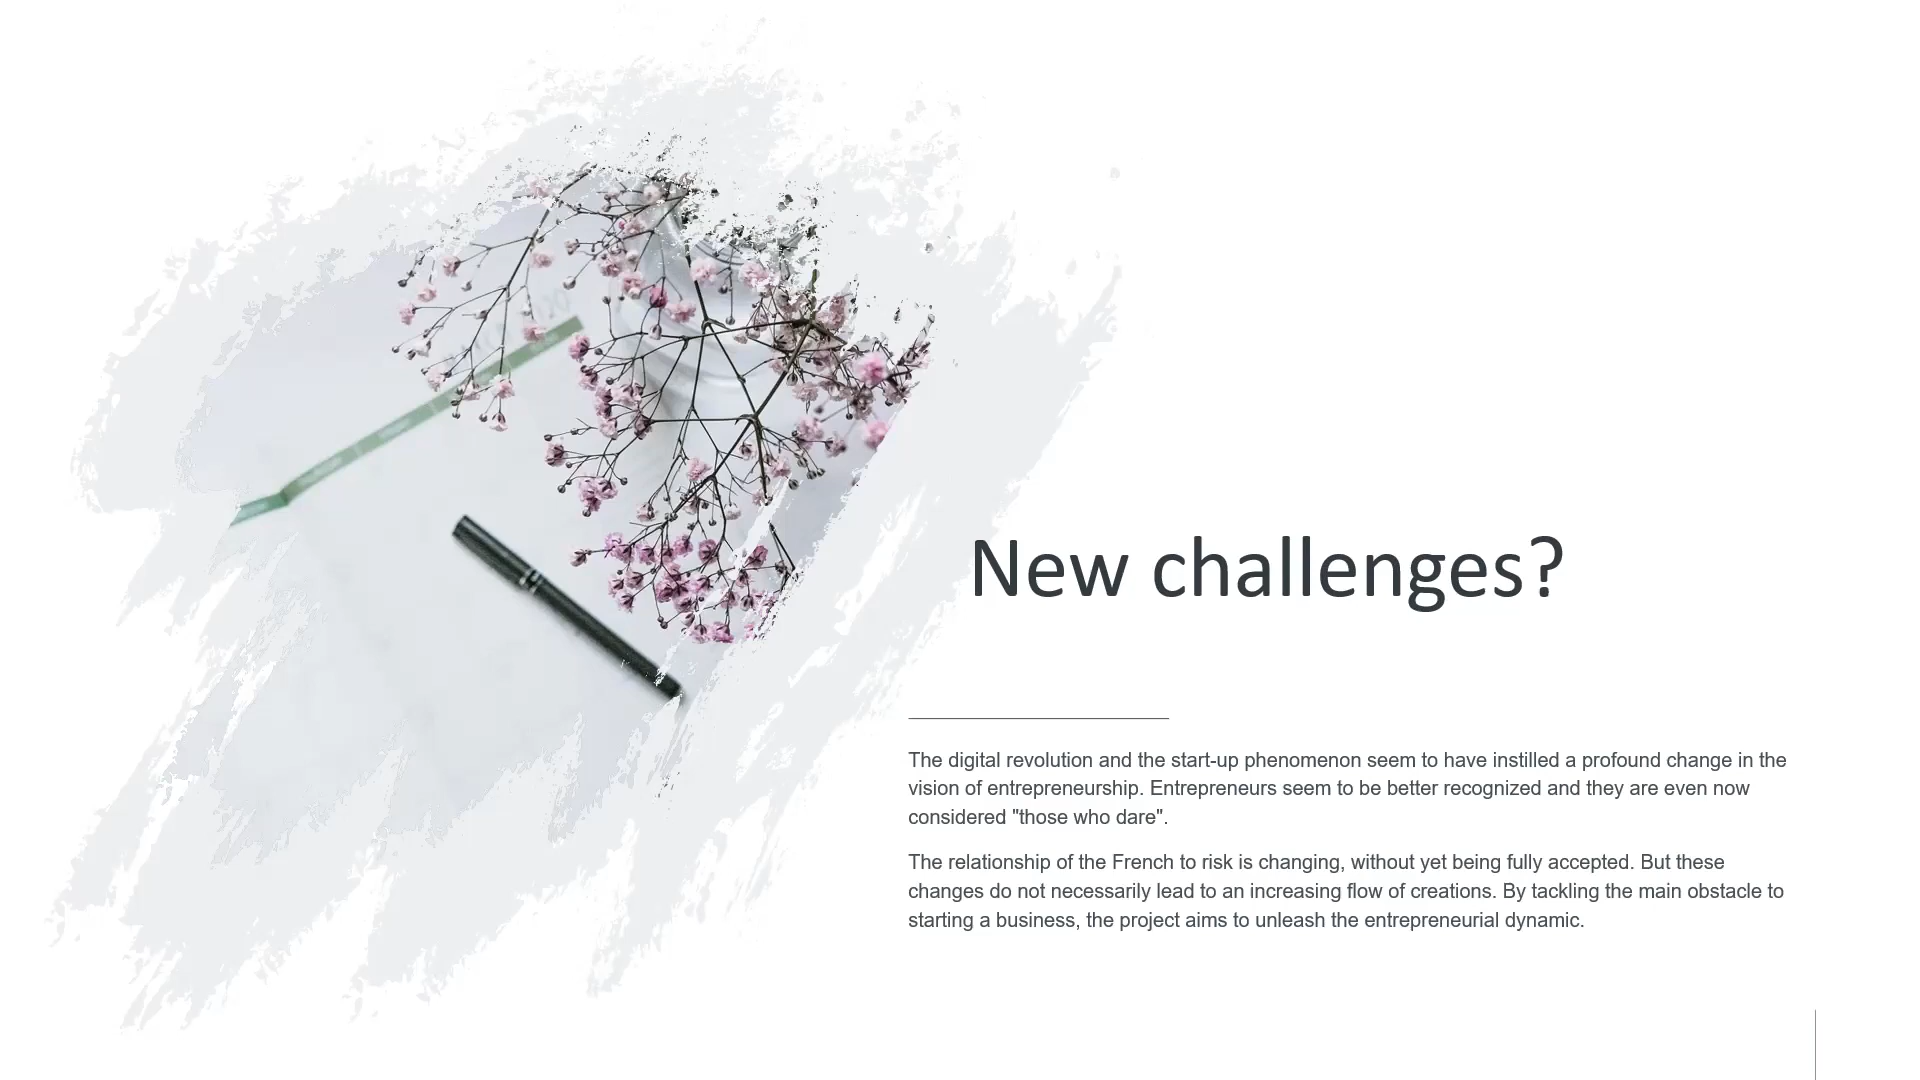 New challenges?
The digital revolution and the start-up phenomenon seem to have instilled a profound change in the
vision of entrepreneurship. Entrepreneurs seem to be better recognized and they are even now
considered "those who dare".
The relationship of the French to risk is changing, without yet being fully accepted. But these
changes do not necessarily lead to an increasing flow of creations. By tackling the main obstacle to
starting a business, the project aims to unleash the entrepreneurial dynamic.